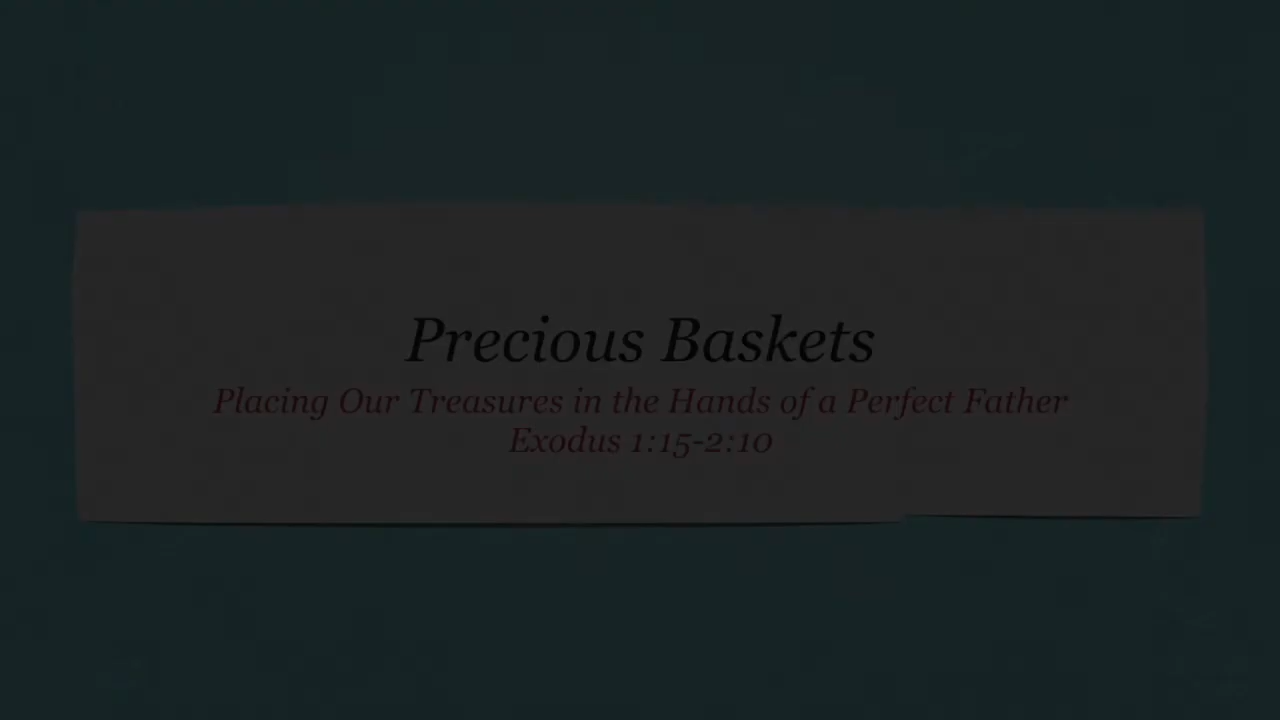 Precious Baskets
Placing Our Treasures in the Hands of a Perfect Father
Exodus 1:15-2:10